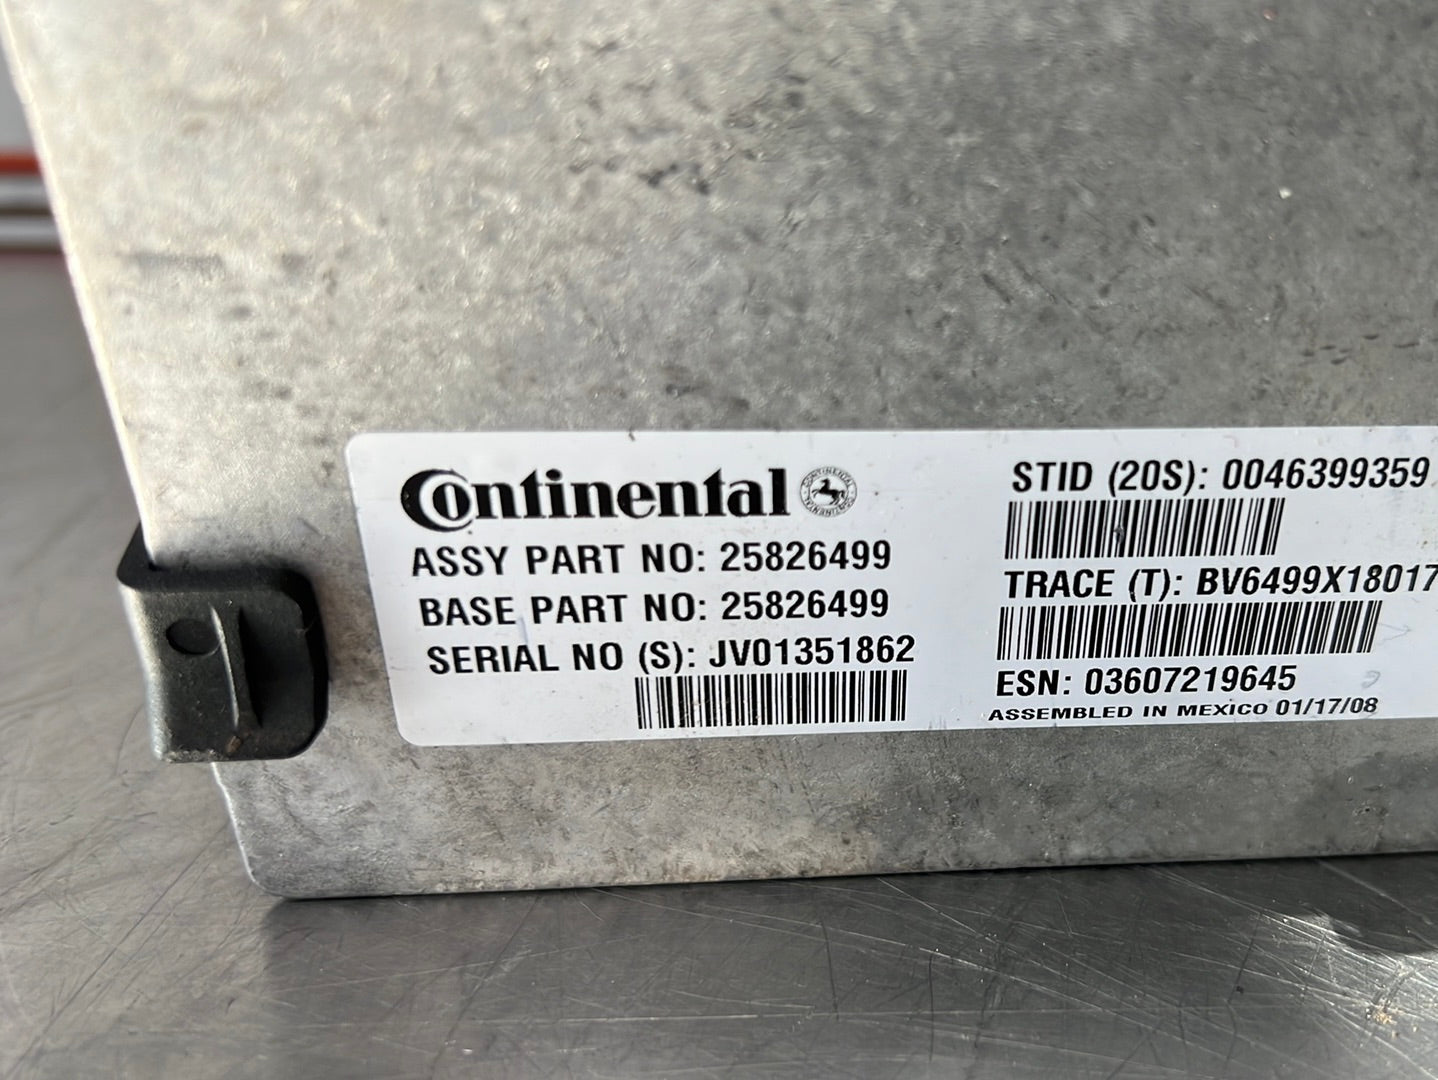 Continental
ASSY PART NO: 25826499
BASE PART NO: 25826499
SERIAL NO (S): JV01351862
STID (20S): 0046399359
TRACE (T): BV6499X18017
ESN: 03607219645
ASSEMBLED IN MEXICO 01/17/08